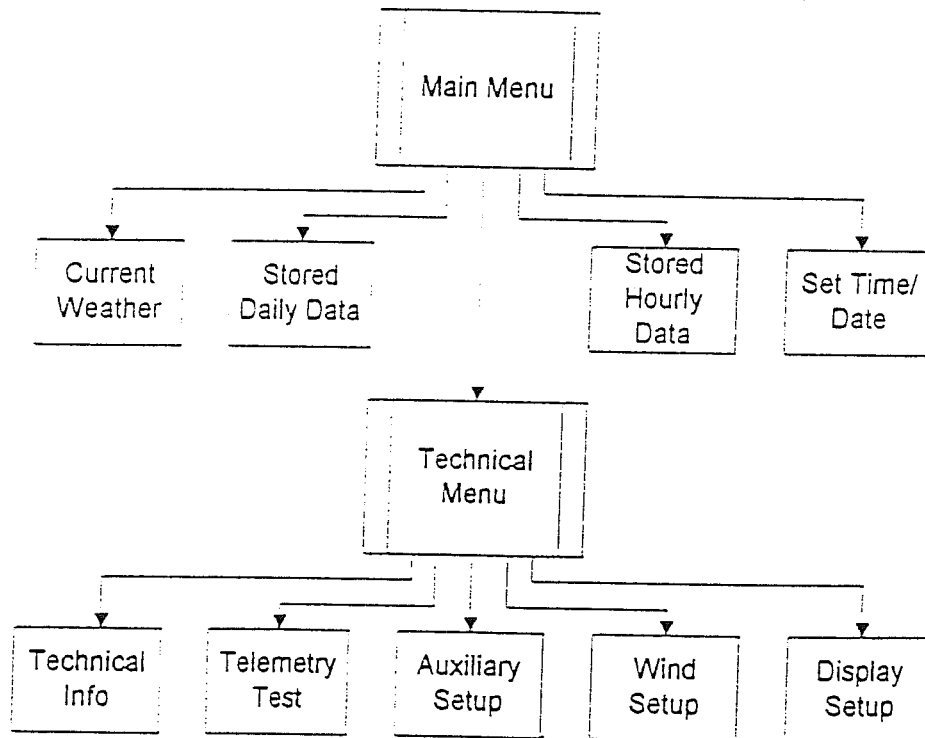 Main Menu
Current
Weather
Stored
Daily Data
Stored
Hourly
Data
Set Time/
Date
Technical
Menu
Technical
Info
Telemetry
Test
Auxiliary
Setup
Wind
Setup
Display
Setup